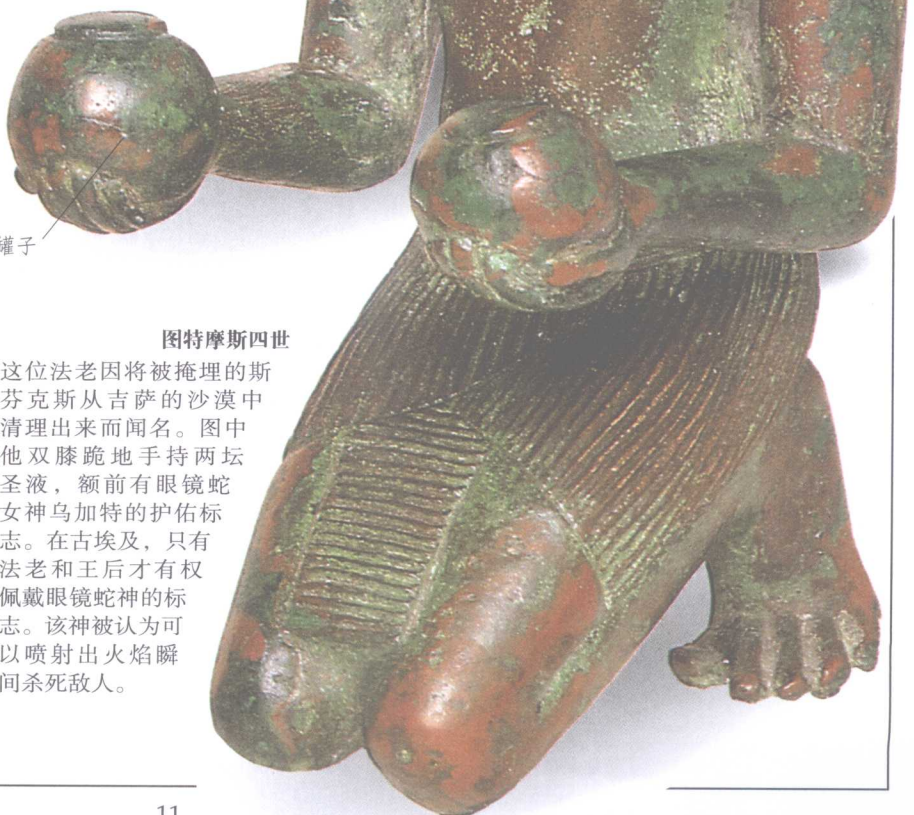 罐子
图特摩斯四世
这位法老因将被掩埋的斯
芬克斯从吉萨的沙漠中
清理出来而闻名。图中
他双膝跪地手持两坛
圣液，额前有眼镜蛇
女神乌加特的护佑标
志。在古埃及，只有
法老和王后才有权
佩戴眼镜蛇神的标
志。该神被认为可
以喷射出火焰瞬
间杀死敌人。
11